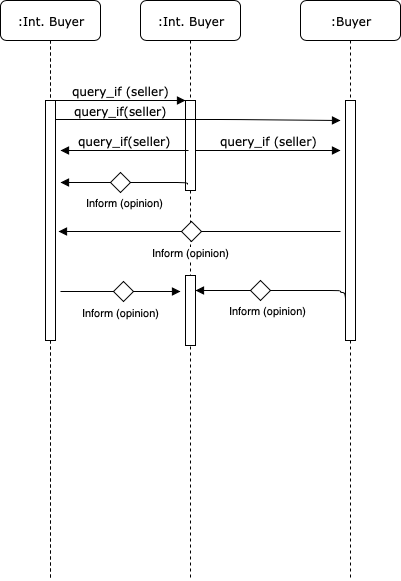 :Int. Buyer
:Int. Buyer
:Buyer
query_if (seller)
query_if(seller)
query_if(seller)
query_if (seller)
Inform (opinion)
Inform (opinion)
Inform (opinion)
Inform (opinion)